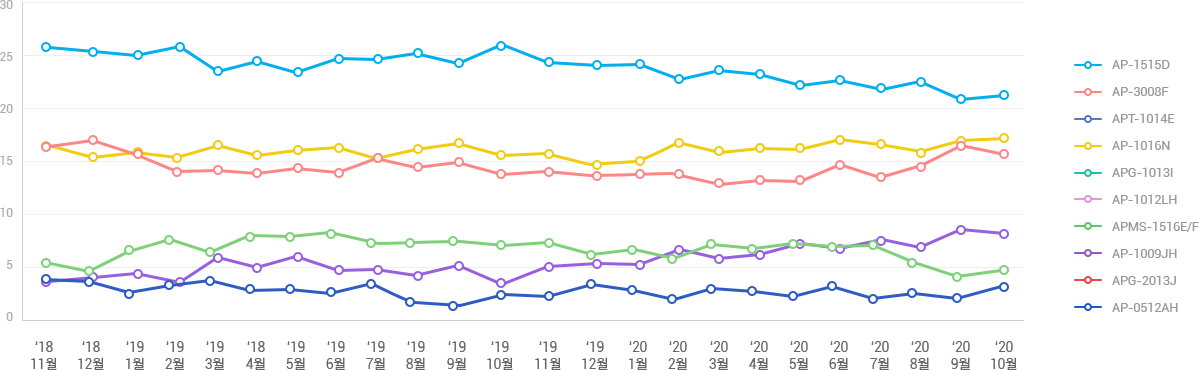 30
25
20
15
10
5
0
‘18 ‘18 ‘19 ‘19 ‘19 ‘19 ‘19 ‘19 ‘19 ‘19 ‘19 ‘19 ‘19 ‘19 ‘20 ‘20 ‘20 ‘20 ‘20 ‘20 ‘20 ‘20 ‘20 ‘20
11월 12월 1월 2월 3월 4월 5월 6월 7월 8월 9월 10월 11월 12월 1월 2월 3월 4월 5월 6월 7월 8월 9월 10월
AP-1515D
AP-3008F
APT-1014E
AP-1016N
APG-1013I
AP-1012LH
APMS-1516E/F
AP-1009JH
APG-2013J
AP-0512AH